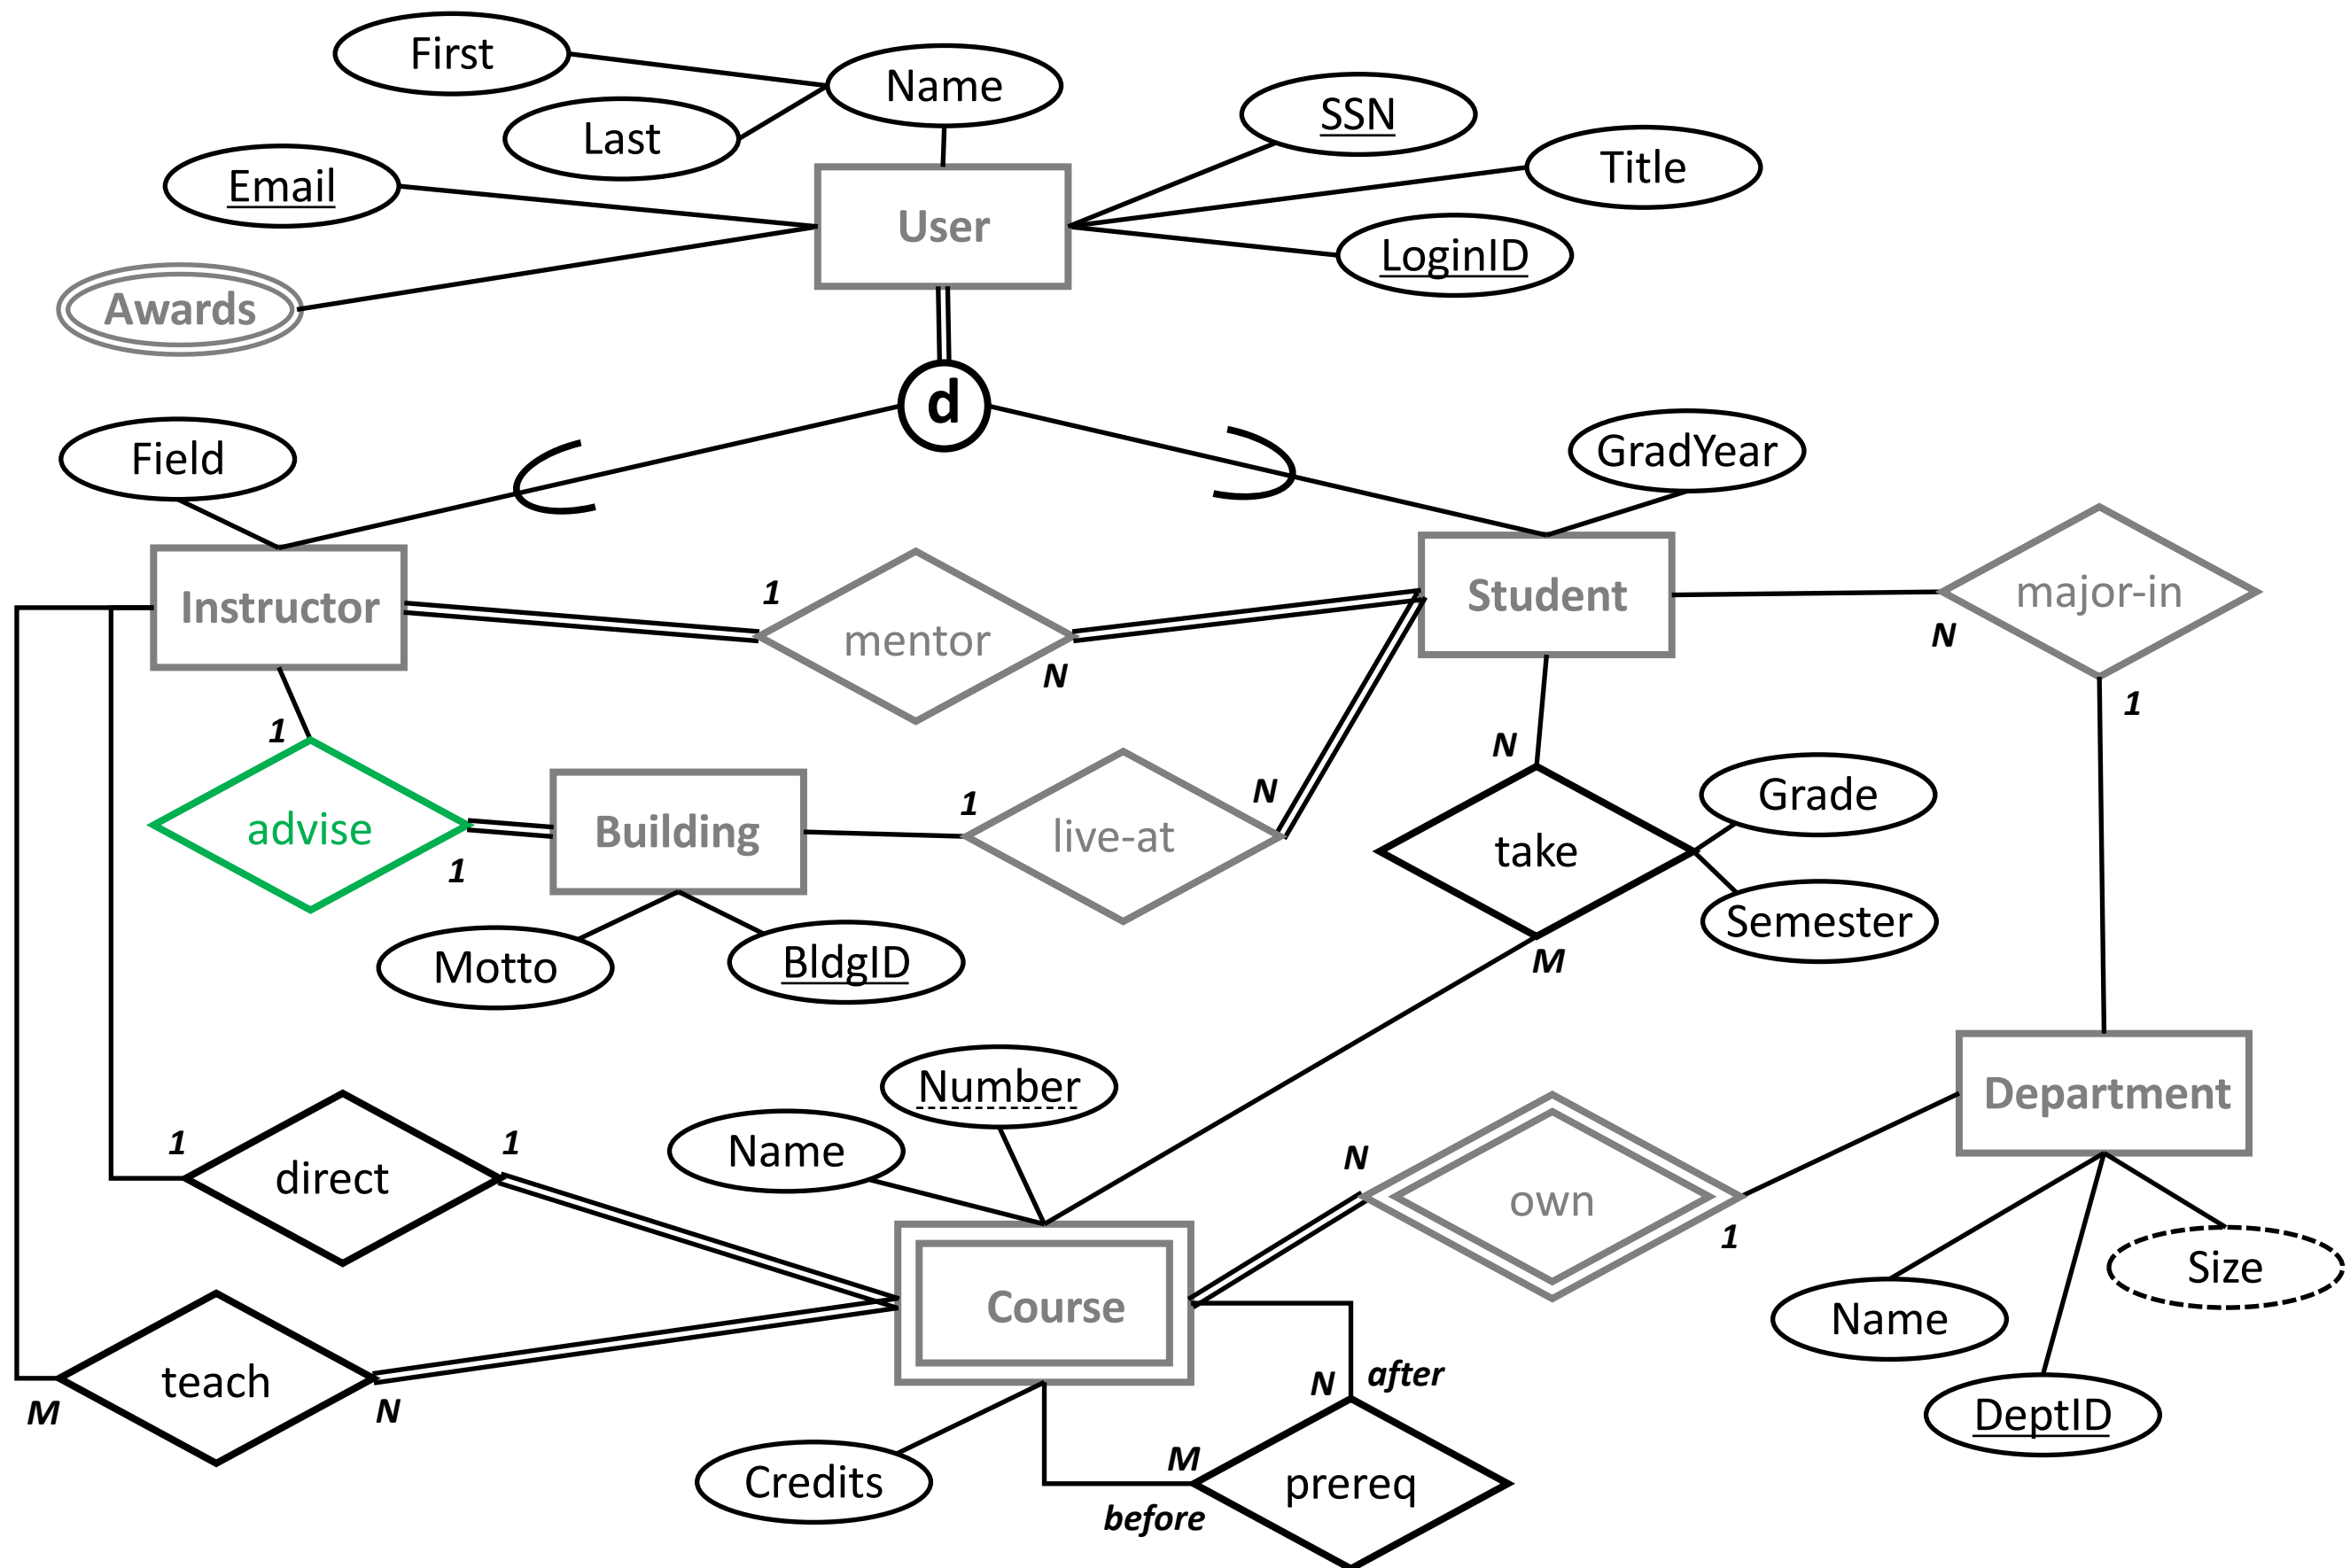 First
Name
Last
SSN
Title
Email
User
LoginID
Awards
d
Field
GradYear
Instructor
1
mentor
N
Student
major-in
N
1
1
advise
1
Building
1
live-at
N
N
take
Grade
Semester
M
Motto
BldgID
Number
Name
Department
1
direct
1
N
own
1
Size
Name
DeptID
Course
teach
M
N
after
N
M
before
prereq
Credits